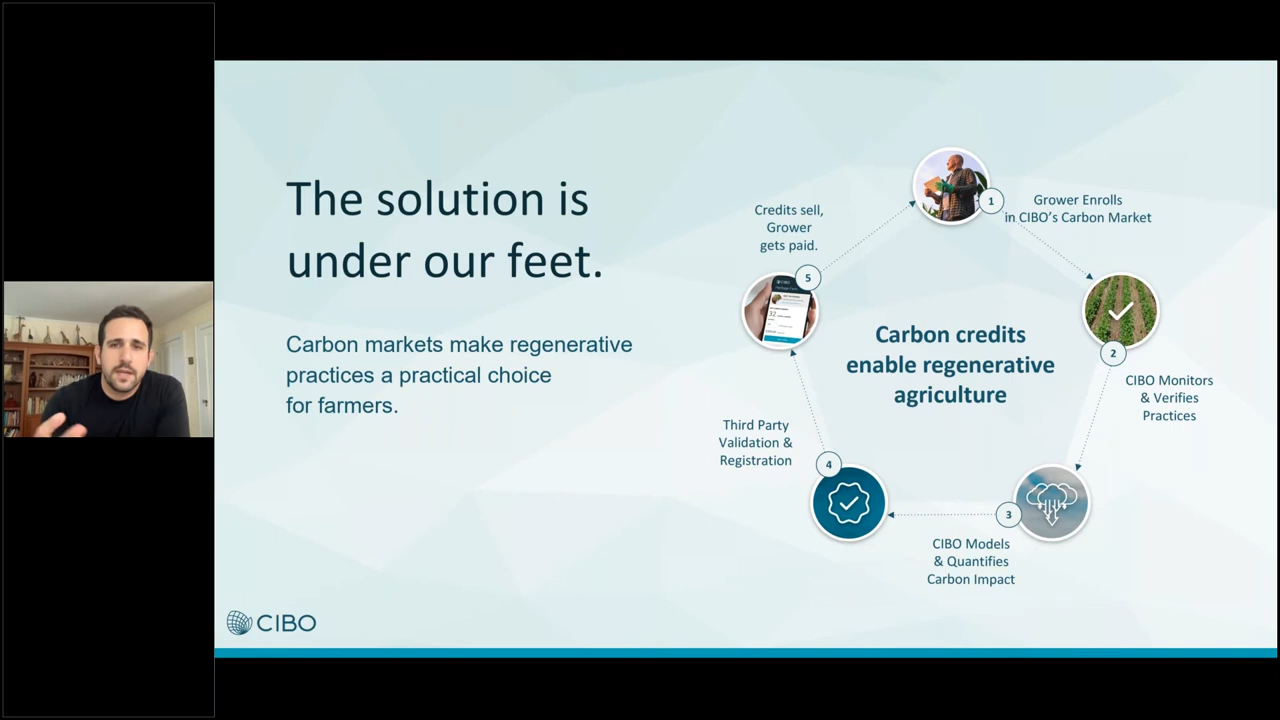 The solution is
under our feet.
Carbon markets make regenerative
practices a practical choice
for farmers.
Carbon credits
enable regenerative
agriculture
1
Grower Enrolls
in CIBO's Carbon Market
2
CIBO Monitors
& Verifies
Practices
3
CIBO Models
& Quantifies
Carbon Impact
4
Third Party
Validation &
Registration
5
Credits sell,
Grower
gets paid.
32
CIBO